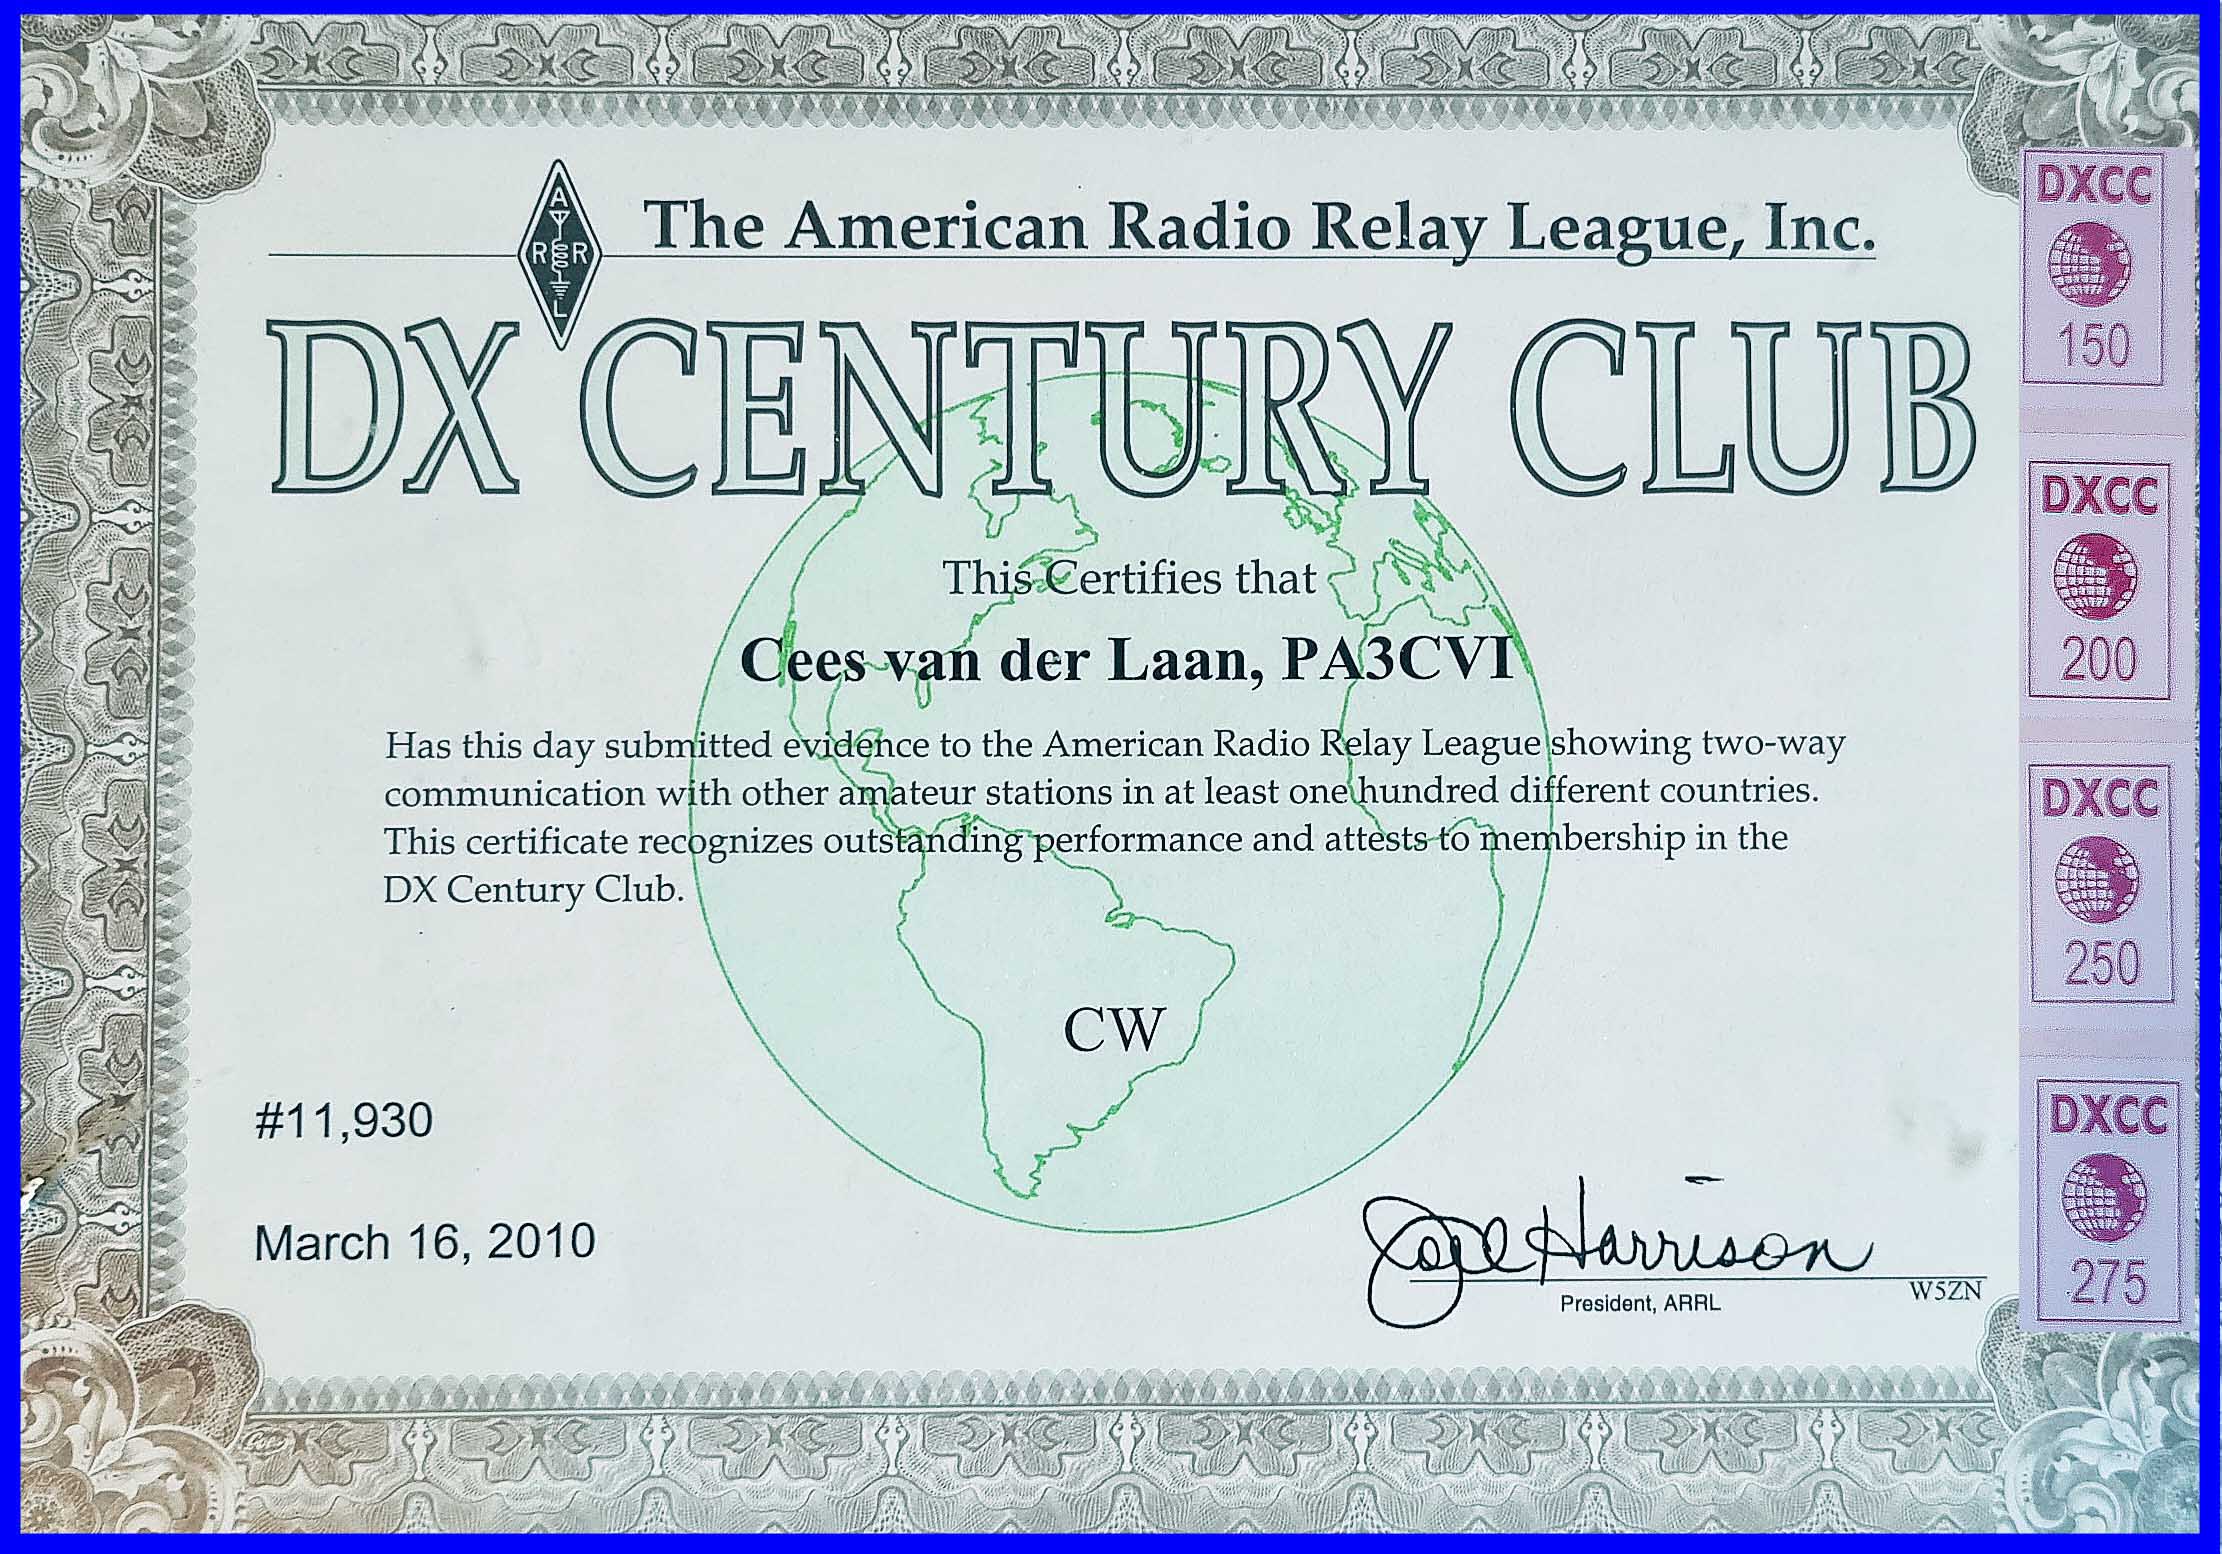 A
R R
L
The American Radio Relay League, Inc.
DX CENTURY CLUB
This Certifies that
Cees van der Laan, PA3CVI
Has this day submitted evidence to the American Radio Relay League showing two-way
communication with other amateur stations in at least one hundred different countries.
This certificate recognizes outstanding performance and attests to membership in the
DX Century Club.
CW
#11,930
March 16, 2010
Joel Harrison
W5ZN
President, ARRL
DXCC
150
DXCC
200
DXCC
250
DXCC
275